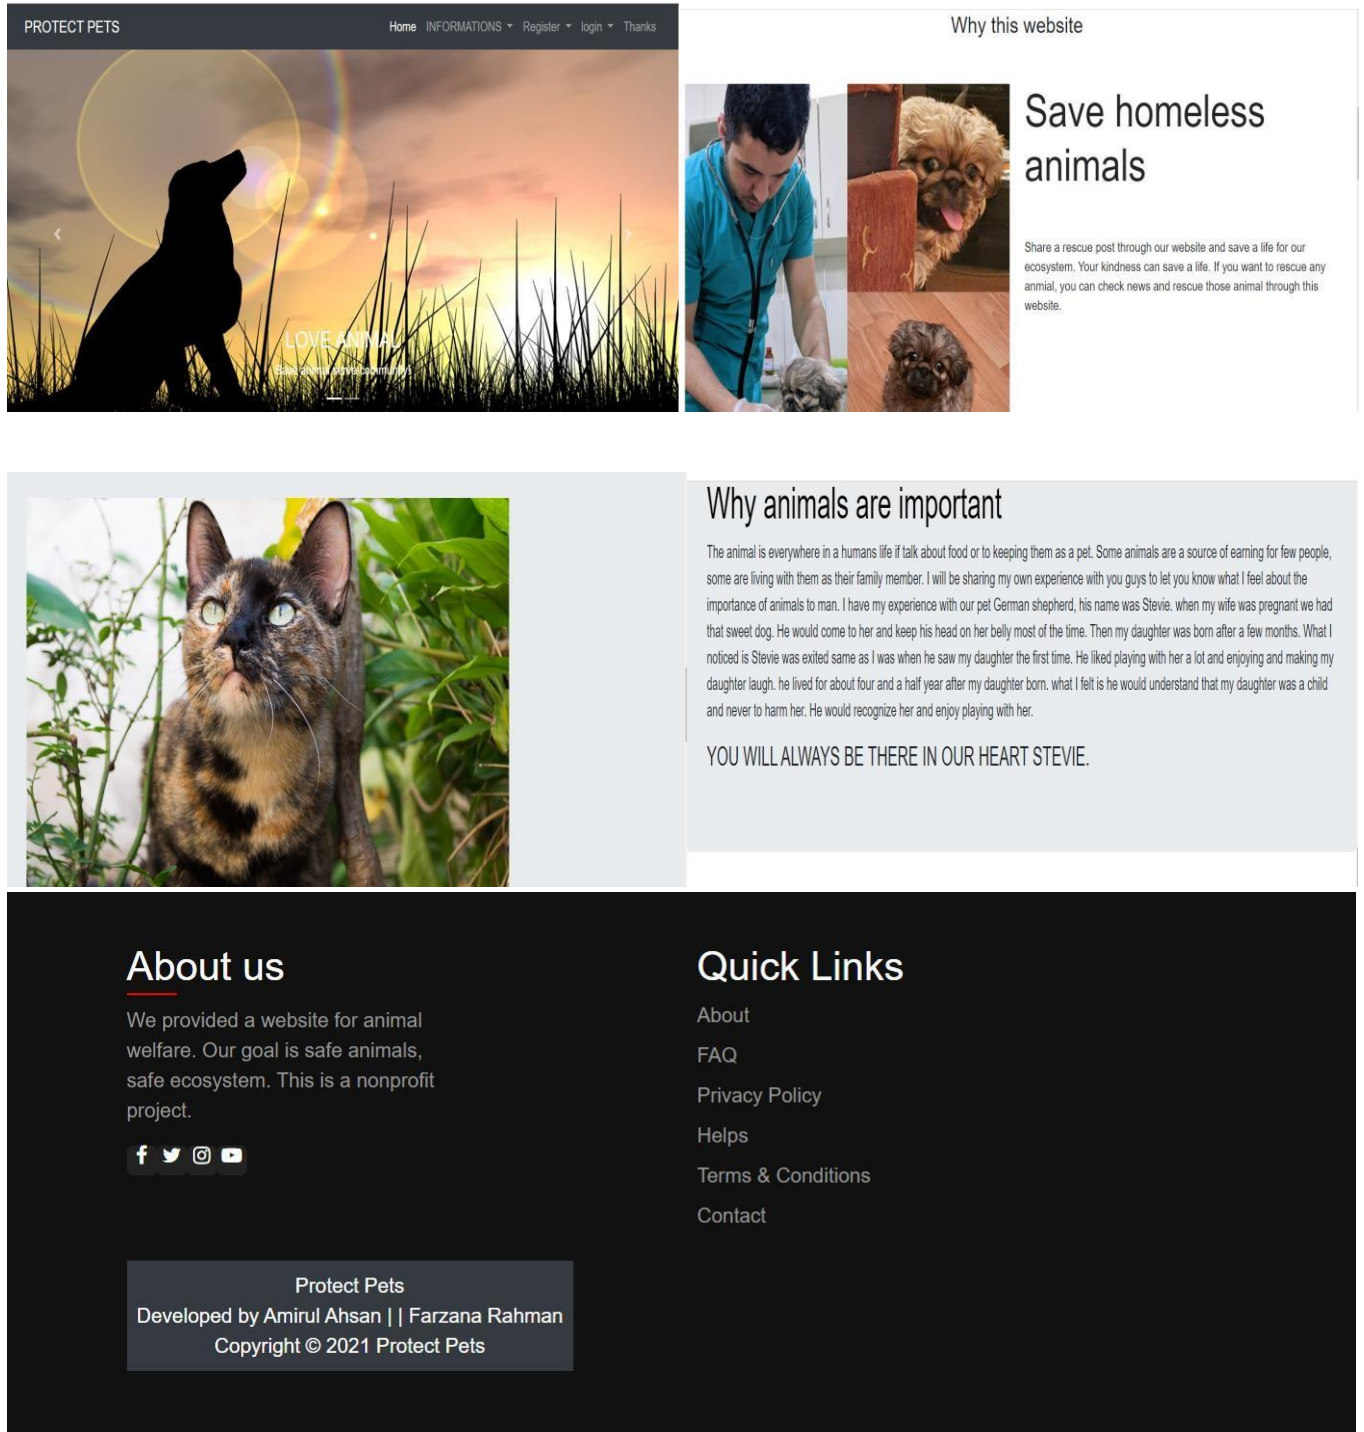 PROTECT PETS
Home INFORMATIONS Register login Thanks
LOVE ANIMAL
Save animal,serve community!
Why this website
Save homeless
animals
Share a rescue post through our website and save a life for our
ecosystem. Your kindness can save a life. If you want to rescue any
anmial, you can check news and rescue those animal through this
website.
Why animals are important
The animal is everywhere in a humans life if talk about food or to keeping them as a pet. Some animals are a source of earning for few people,
some are living with them as their family member. I will be sharing my own experience with you guys to let you know what I feel about the
importance of animals to man. I have my experience with our pet German shepherd, his name was Stevie. when my wife was pregnant we had
that sweet dog. He would come to her and keep his head on her belly most of the time. Then my daughter was born after a few months. What I
noticed is Stevie was exited same as I was when he saw my daughter the first time. He liked playing with her a lot and enjoying and making my
daughter laugh. he lived for about four and a half year after my daughter born. what I felt is he would understand that my daughter was a child
and never to harm her. He would recognize her and enjoy playing with her.
YOU WILL ALWAYS BE THERE IN OUR HEART STEVIE.
About us
We provided a website for animal
welfare. Our goal is safe animals,
safe ecosystem. This is a nonprofit
project.
Quick Links
About
FAQ
Privacy Policy
Helps
Terms & Conditions
Contact
Protect Pets
Developed by Amirul Ahsan | | Farzana Rahman
Copyright © 2021 Protect Pets